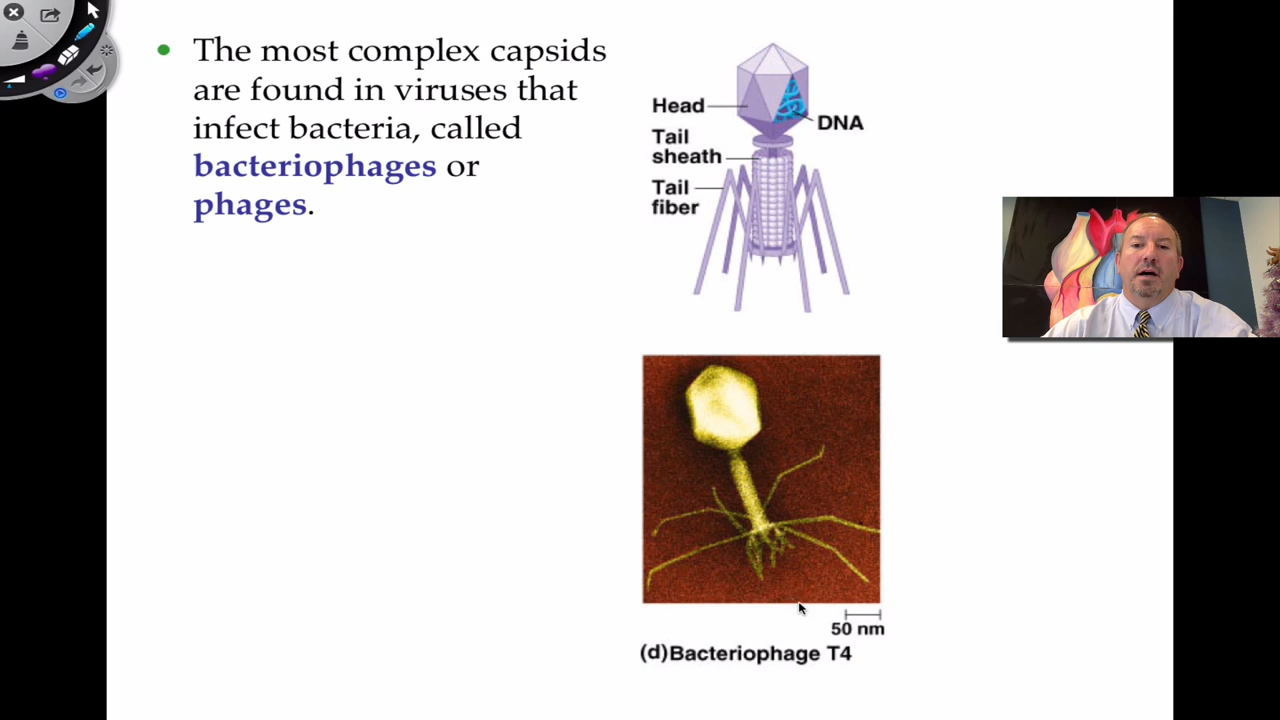 The most complex capsids
are found in viruses that
infect bacteria, called
bacteriophages or
phages.
Head
DNA
Tail
sheath
Tail
fiber
50 nm
(d)Bacteriophage T4